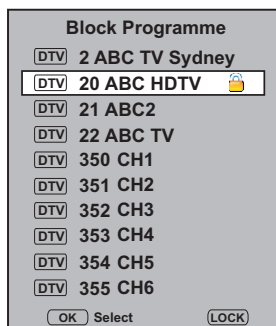 Block Programme
DTV 2 ABC TV Sydney
DTV 20 ABC HDTV
DTV 21 ABC2
DTV 22 ABC TV
DTV 350 CH1
DTV 351 CH2
DTV 352 CH3
DTV 353 CH4
DTV 354 CH5
DTV 355 CH6
OK Select LOCK